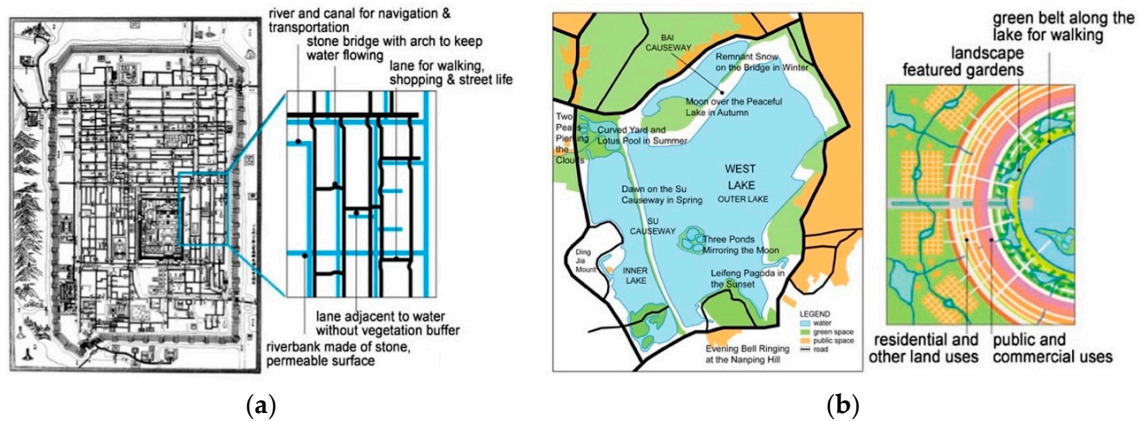 river and canal for navigation &
transportation
stone bridge with arch to keep
water flowing
lane for walking,
shopping & street life
lane adjacent to water
without vegetation buffer
riverbank made of stone,
permeable surface
(a)
BAI
CAUSEWAY
Remnant Snow
on the Bridge in Winter
Moon over the Peaceful
Lake in Autumn
Two
Peaks
Piercing
the
Clouds
Curved Yard and
Lotus Pool in Summer
WEST
LAKE
OUTER LAKE
Dawn on the Su
Causeway in Spring
SU
CAUSEWAY
Three Ponds
Mirroring the Moon
Ding
Jia
Mount
INNER
LAKE
Leifeng Pagoda in
the Sunset
Evening Bell Ringing
at the Nanping Hill
LEGEND
water
green space
public space
road
green belt along the
lake for walking
landscape
featured gardens
residential and
other land uses
public and
commercial uses
(b)